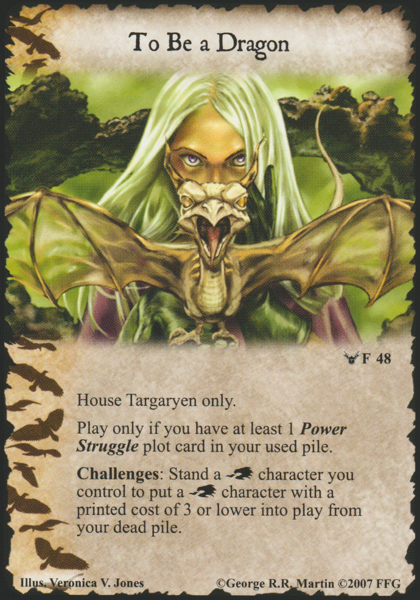 To Be a Dragon
F 48
House Targaryen only.
Play only if you have at least 1 Power
Struggle plot card in your used pile.
Challenges: Stand a character you
control to put a character with a
printed cost of 3 or lower into play from
your dead pile.
Illus. Veronica V. Jones ©George R.R. Martin ©2007 FFG